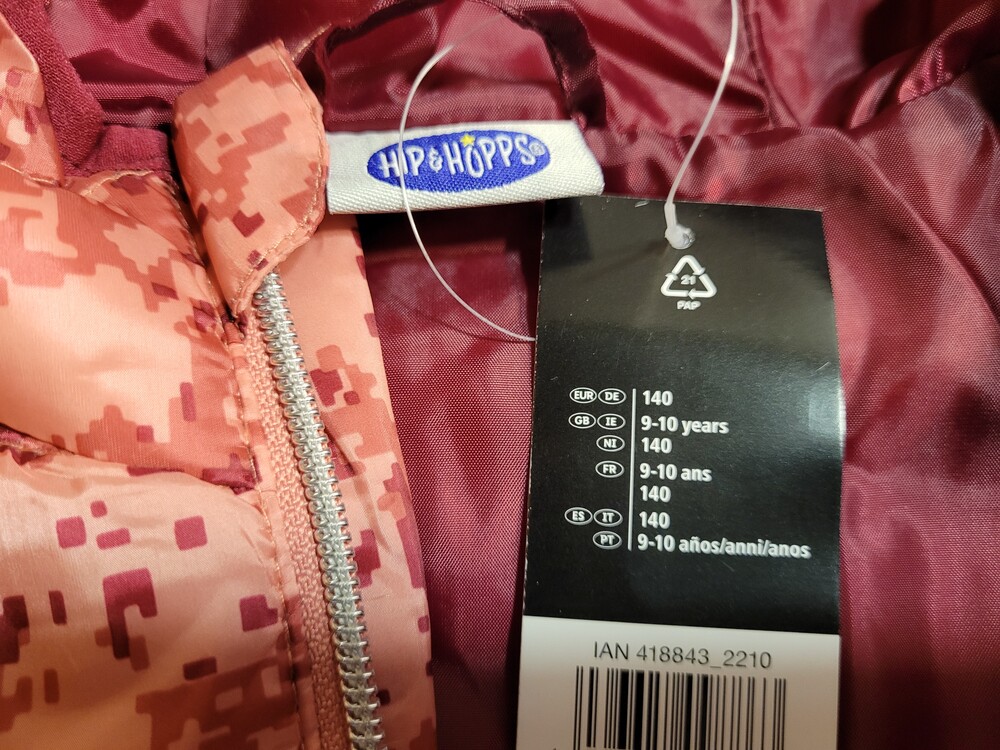 HIP & HOPPS®
21
PAP
EUR DE 140
GB IE 9-10 years
NI 140
FR 9-10 ans
140
ES IT 140
PT 9-10 años/anni/anos
IAN 418843_2210